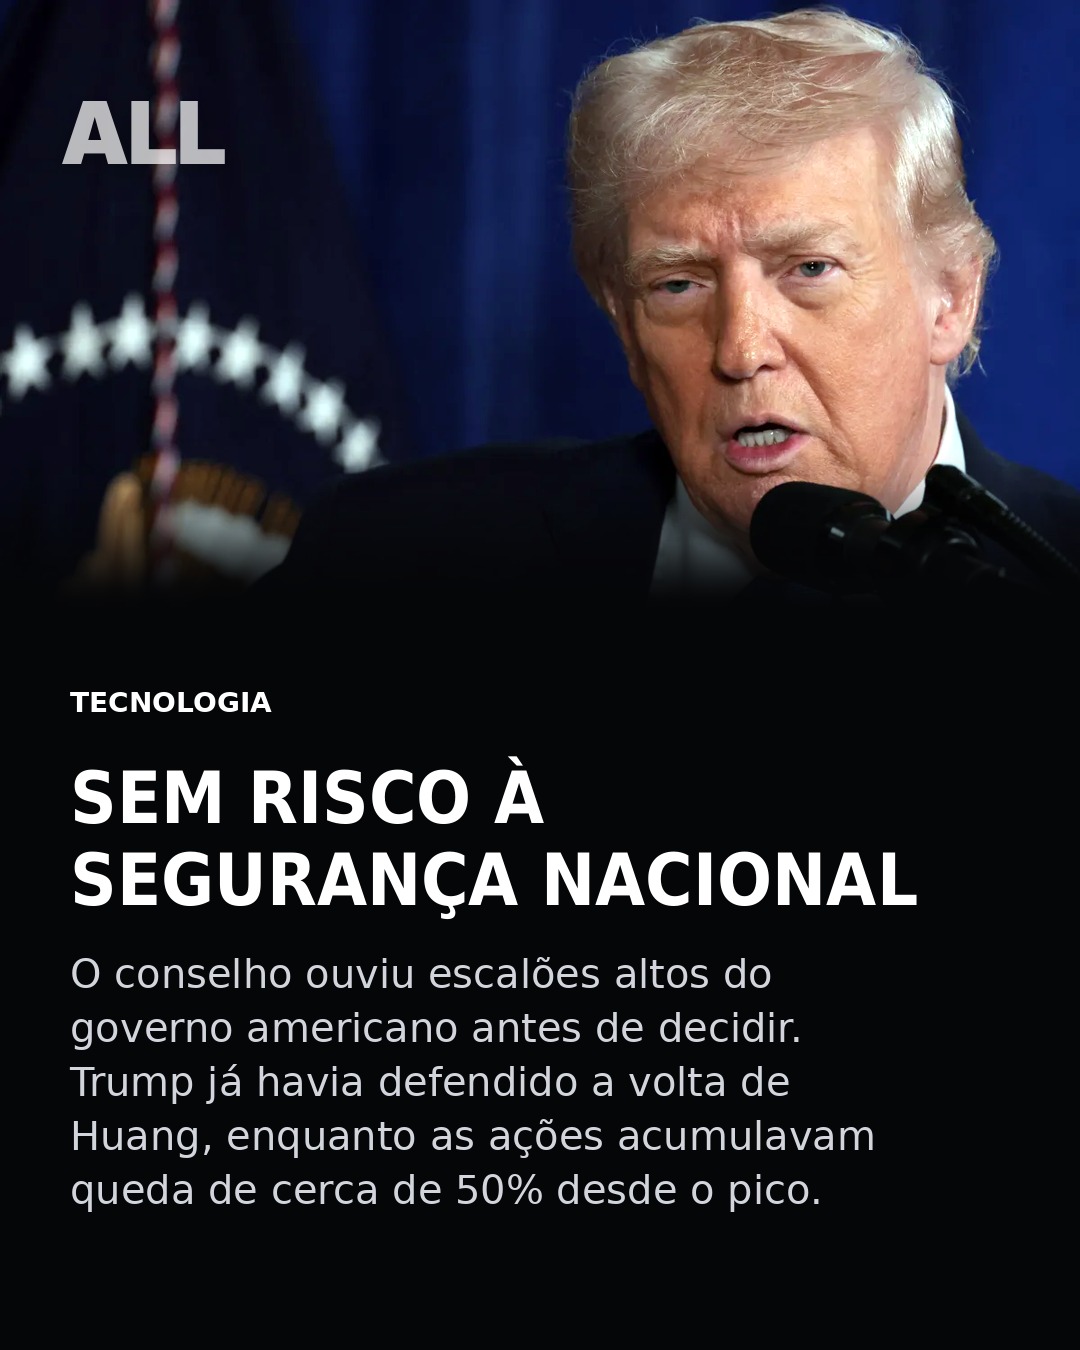 ALL
TECNOLOGIA
SEM RISCO À
SEGURANÇA NACIONAL
O conselho ouviu escalões altos do
governo americano antes de decidir.
Trump já havia defendido a volta de
Huang, enquanto as ações acumulavam
queda de cerca de 50% desde o pico.